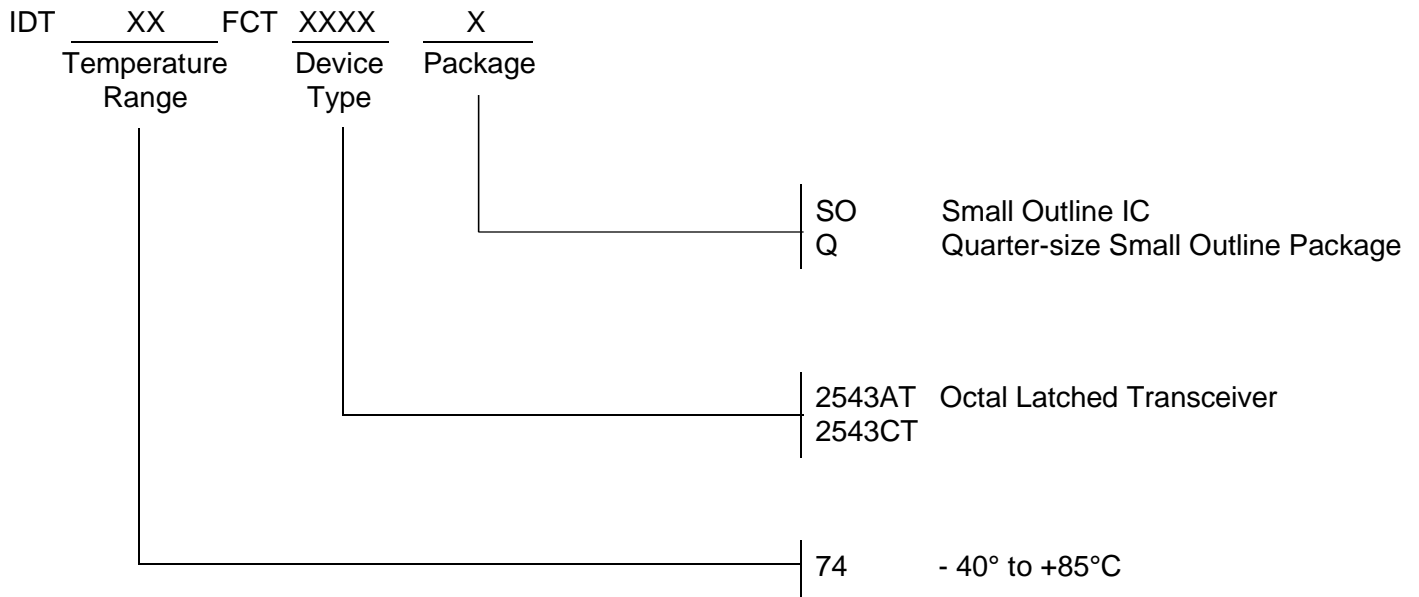 IDT XX FCT XXXX X
Temperature Range Device Type Package
SO Small Outline IC
Q Quarter-size Small Outline Package
2543AT Octal Latched Transceiver
2543CT
74 - 40° to +85°C